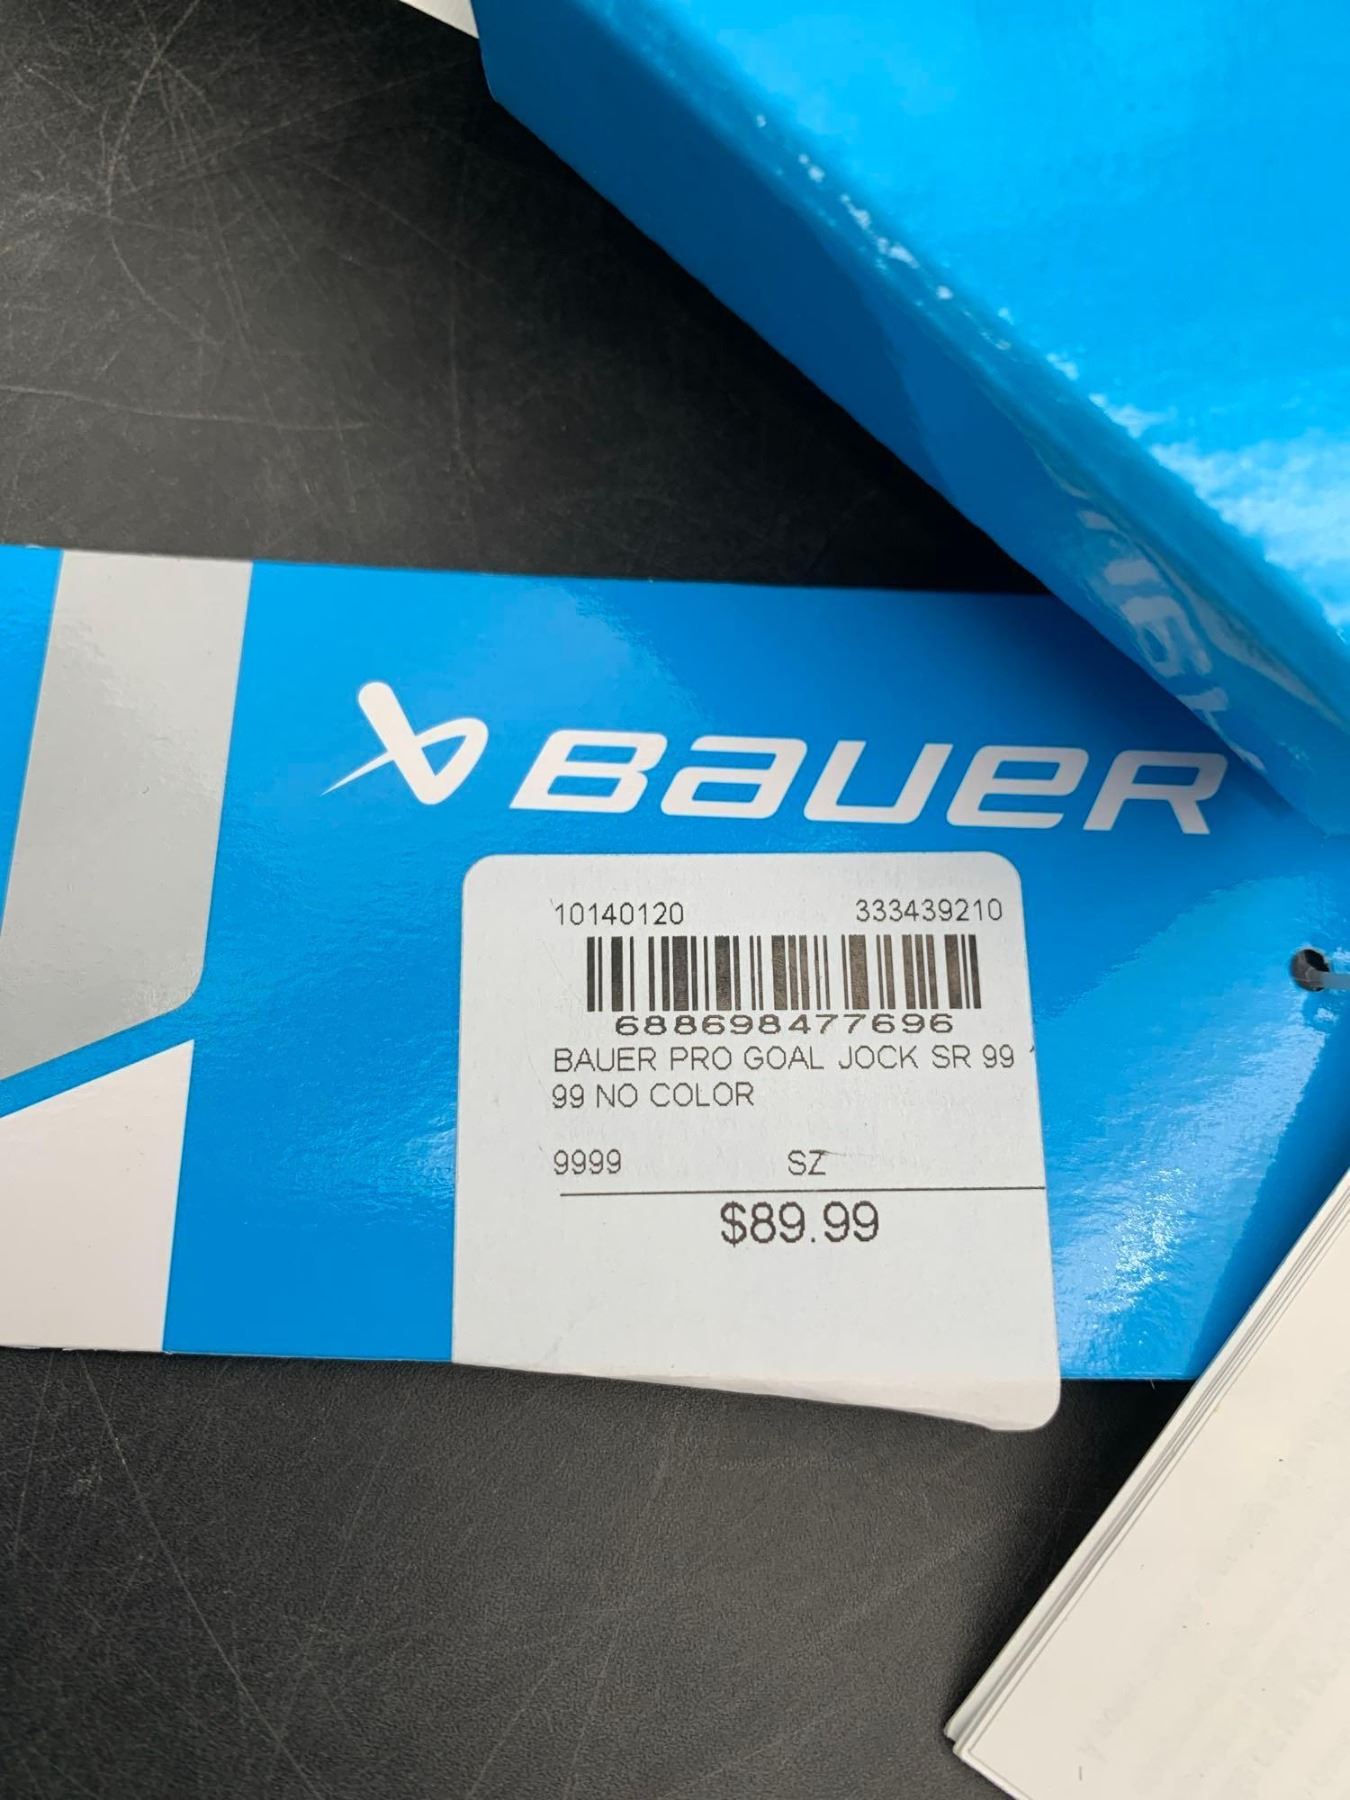 BAUER
10140120 333439210
688698477696
BAUER PRO GOAL JOCK SR 99
99 NO COLOR
9999 SZ
$89.99